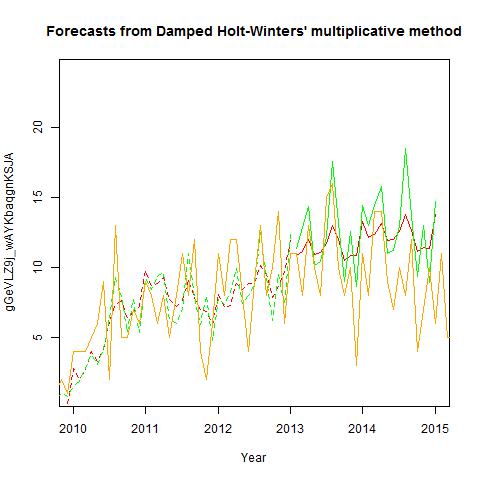 Forecasts from Damped Holt-Winters' multiplicative method
gGeVLZ9j_wAYKbaqgnKSJA
20
15
10
5
2010 2011 2012 2013 2014 2015
Year